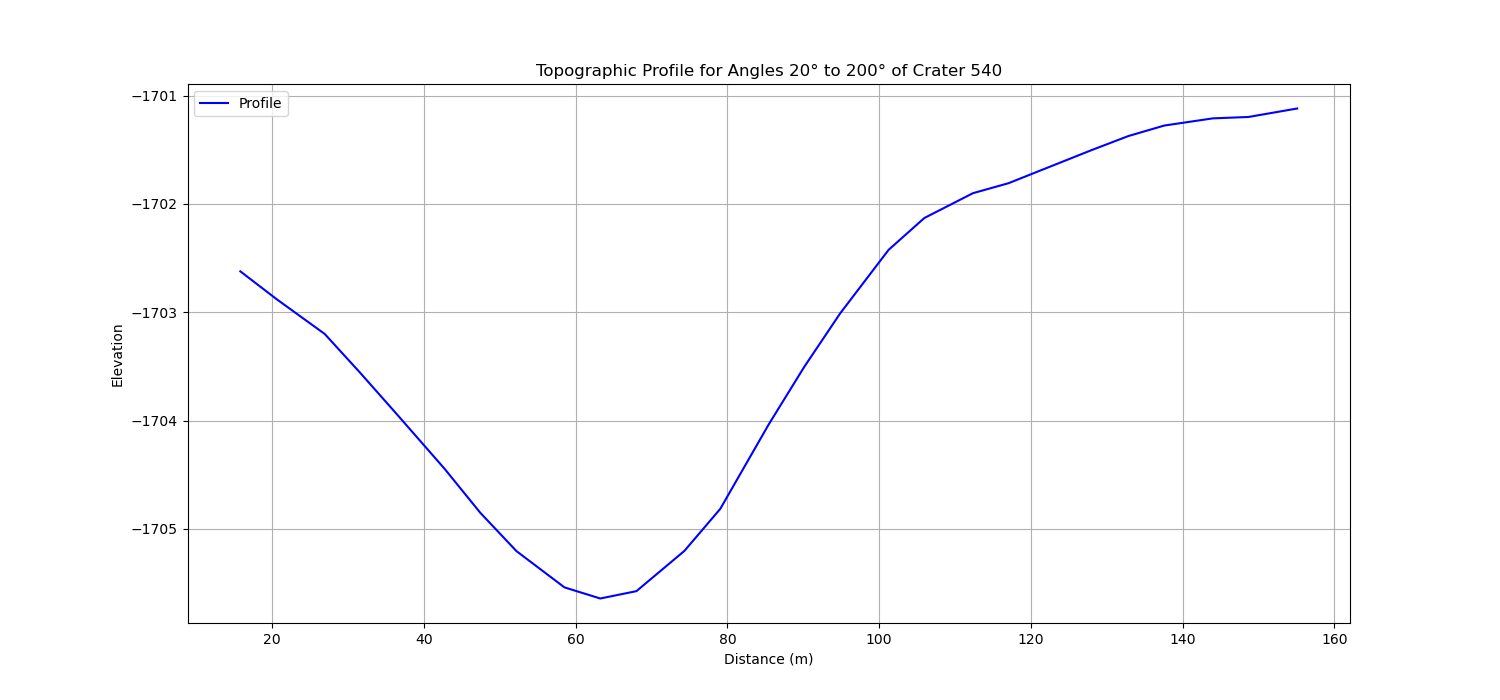 Topographic Profile for Angles 20° to 200° of Crater 540
Profile
−1701
−1702
−1703
−1704
−1705
Elevation
20 40 60 80 100 120 140 160
Distance (m)